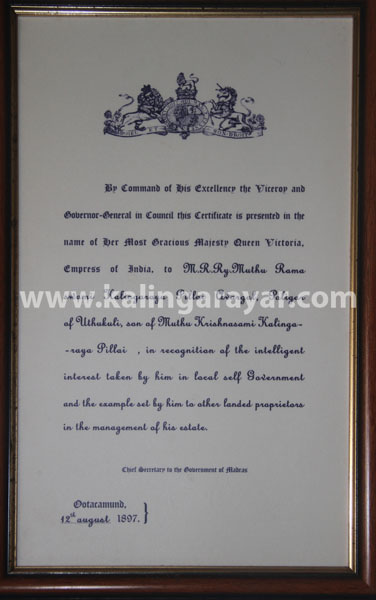 By Command of His Excellency the Viceroy and
Governor-General in Council this Certificate is presented in the
name of Her Most Gracious Majesty Queen Victoria,
Empress of India, to M.R.Ry.Muthu Rama
www.kalingarayan.com
Pillai Avergal, Paligar
of Uthukuli, son of Muthu Krishnasami Kalinga-
-raya Pillai , in recognition of the intelligent
interest taken by him in local self Government
and the example set by him to other landed proprietors
in the management of his estate.
Chief Secretary to the Government of Madras
Ootacamund,
12th august 1897.